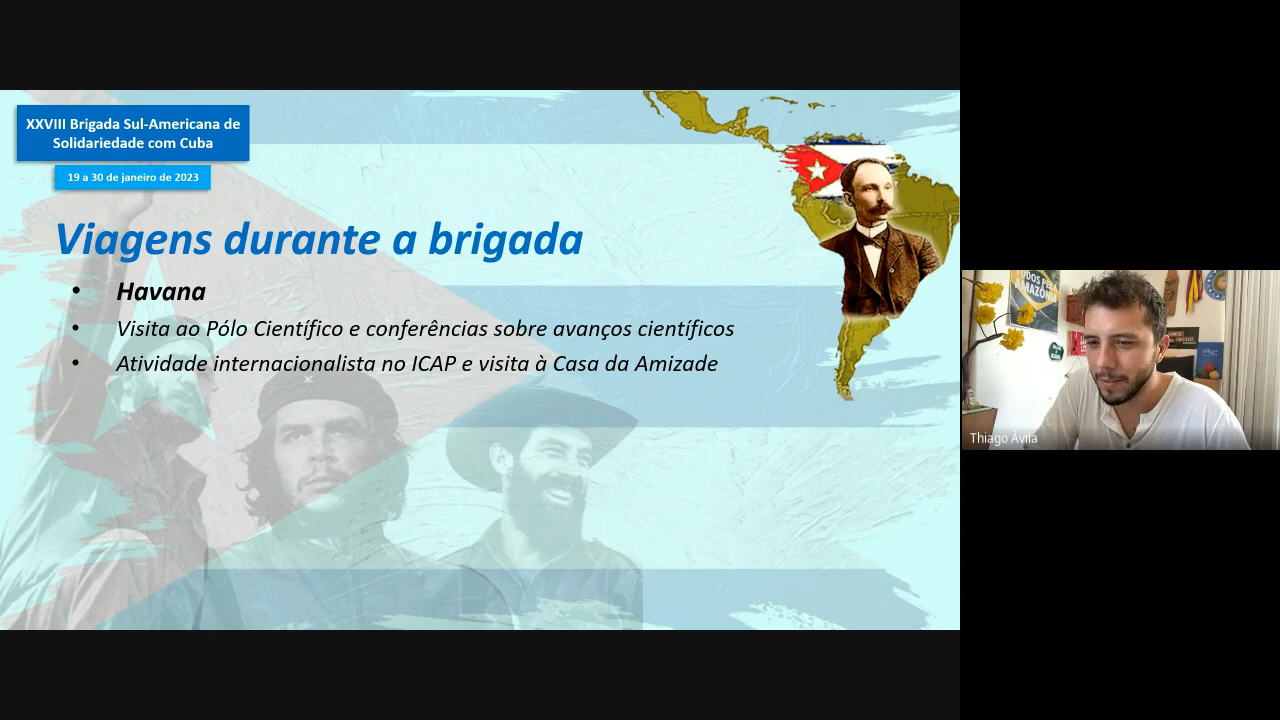 XXVIII Brigada Sul-Americana de
Solidariedade com Cuba
19 a 30 de janeiro de 2023
Viagens durante a brigada
• Havana
• Visita ao Pólo Científico e conferências sobre avanços científicos
• Atividade internacionalista no ICAP e visita à Casa da Amizade
AMAZÔNIA
Thiago Ávila